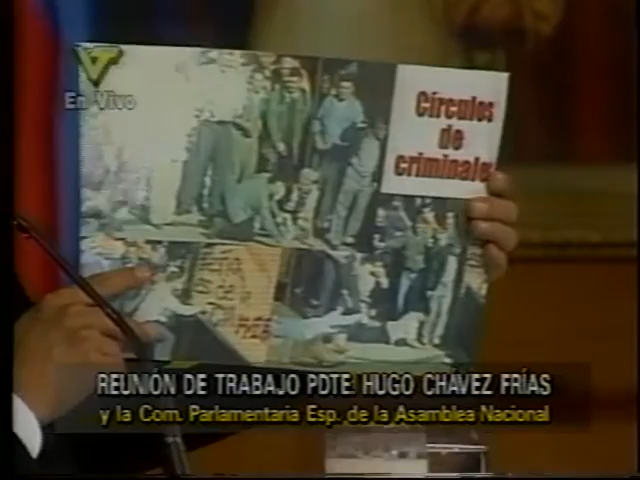 En Vivo
Círculos
de
criminales
REUNIÓN DE TRABAJO PDTE. HUGO CHÁVEZ FRÍAS
y la Com. Parlamentaria Esp. de la Asamblea Nacional